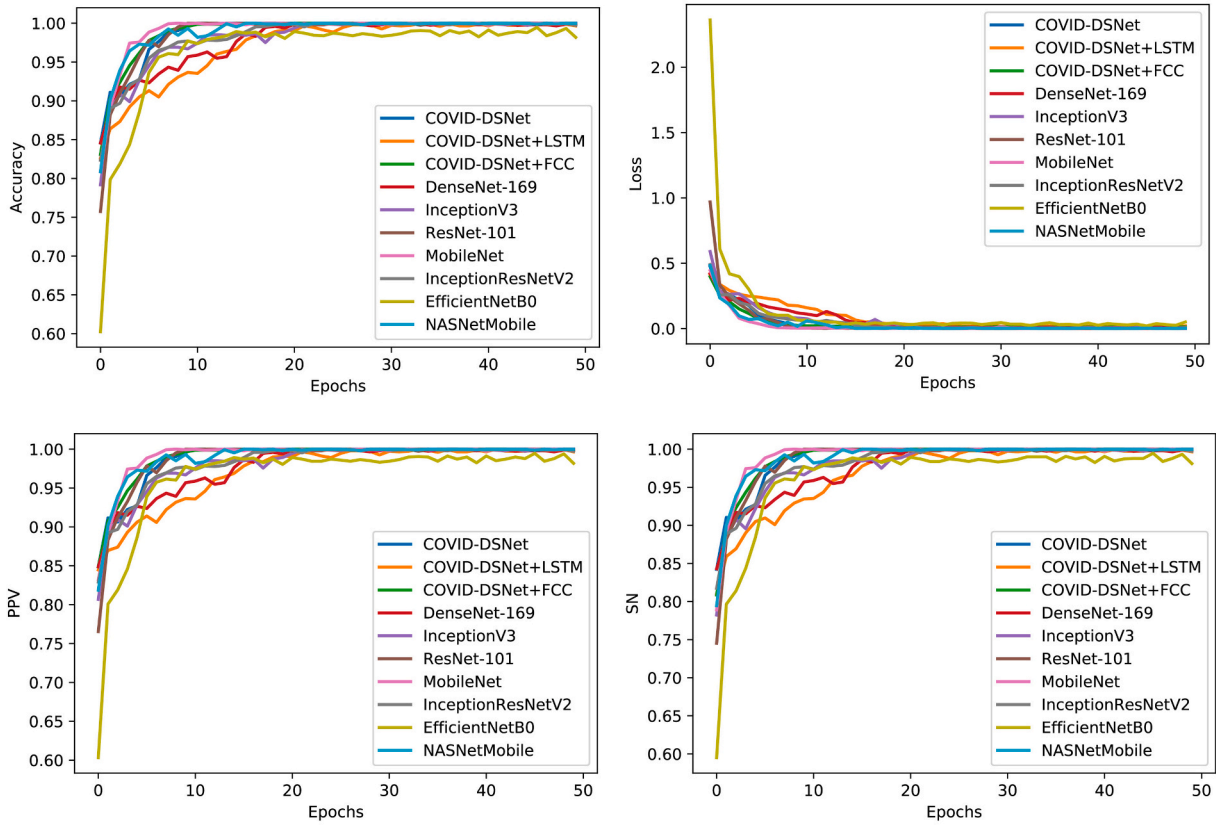 1.00
0.95
0.90
0.85
0.80
0.75
0.70
0.65
0.60
Accuracy
0 10 20 30 40 50
Epochs
COVID-DSNet
COVID-DSNet+LSTM
COVID-DSNet+FCC
DenseNet-169
InceptionV3
ResNet-101
MobileNet
InceptionResNetV2
EfficientNetB0
NASNetMobile
2.0
1.5
1.0
0.5
0.0
Loss
0 10 20 30 40 50
Epochs
COVID-DSNet
COVID-DSNet+LSTM
COVID-DSNet+FCC
DenseNet-169
InceptionV3
ResNet-101
MobileNet
InceptionResNetV2
EfficientNetB0
NASNetMobile
1.00
0.95
0.90
0.85
0.80
0.75
0.70
0.65
0.60
PPV
0 10 20 30 40 50
Epochs
COVID-DSNet
COVID-DSNet+LSTM
COVID-DSNet+FCC
DenseNet-169
InceptionV3
ResNet-101
MobileNet
InceptionResNetV2
EfficientNetB0
NASNetMobile
1.00
0.95
0.90
0.85
0.80
0.75
0.70
0.65
0.60
SN
0 10 20 30 40 50
Epochs
COVID-DSNet
COVID-DSNet+LSTM
COVID-DSNet+FCC
DenseNet-169
InceptionV3
ResNet-101
MobileNet
InceptionResNetV2
EfficientNetB0
NASNetMobile